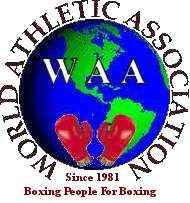 WORLD ATHLETIC ASSOCIATION
WAA
Since 1981
Boxing People For Boxing